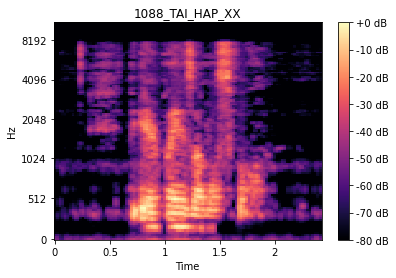 1088_TAI_HAP_XX
Hz
8192
4096
2048
1024
512
0
0
0.5
1
1.5
2
Time
+0 dB
-10 dB
-20 dB
-30 dB
-40 dB
-50 dB
-60 dB
-70 dB
-80 dB